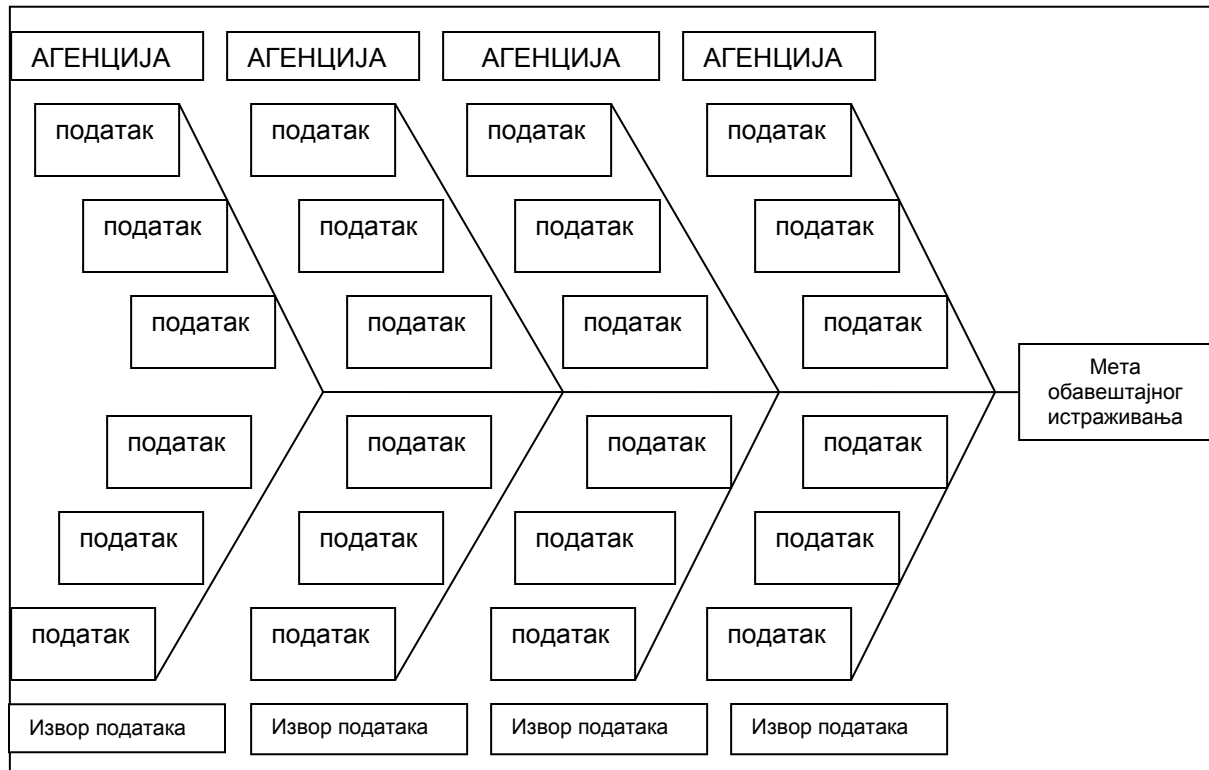 АГЕНЦИЈА АГЕНЦИЈА АГЕНЦИЈА АГЕНЦИЈА
податак податак податак податак
податак податак податак податак
податак податак податак податак
Мета
обавештајног
истраживања
податак податак податак податак
податак податак податак податак
податак податак податак податак
Извор података Извор података Извор података Извор података